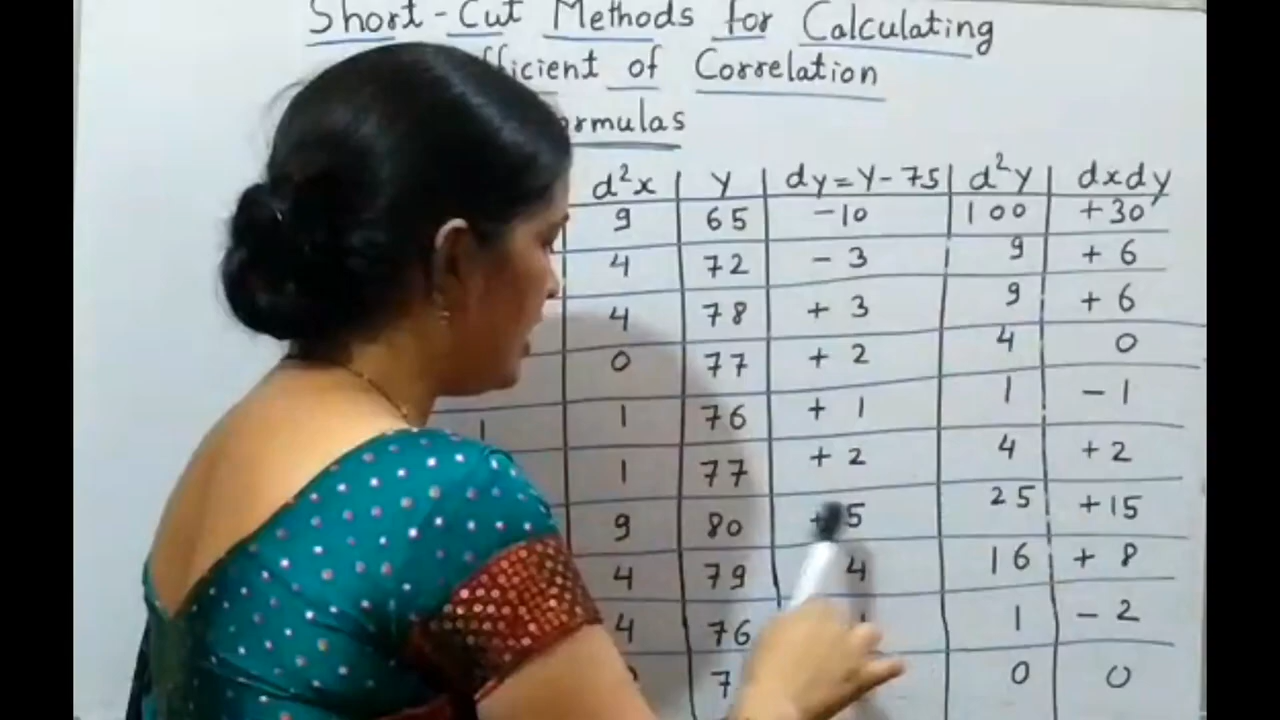 Short-Cut Methods for Calculating
fficient of Correlation
ormulas
d²x y dy=y-75 d²y dxdy
9 65 -10 100 +30
4 72 - 3 9 + 6
4 78 + 3 9 + 6
0 77 + 2 4 0
1 76 + 1 1 - 1
1 77 + 2 4 +2
9 80 +5 25 +15
4 79 4 16 + 8
4 76 1 - 2
7 0 0